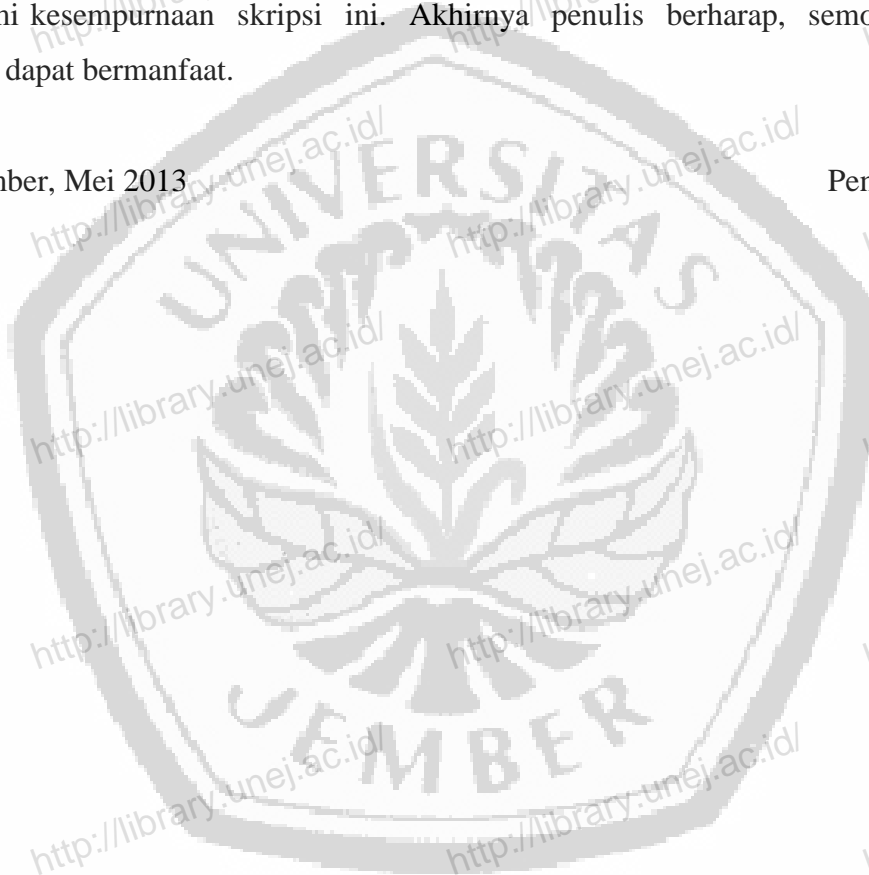 ni kesempurnaan skripsi ini. Akhirnya penulis berharap, semo
dapat bermanfaat.
mber, Mei 2013 Pen
UNIVERSITAS
JEMBER
http://library.unej.ac.id/
http://library.unej.ac.id/
http://library.unej.ac.id/
http://library.unej.ac.id/
http://library.unej.ac.id/
http://library.unej.ac.id/
http://library.unej.ac.id/
http://library.unej.ac.id/